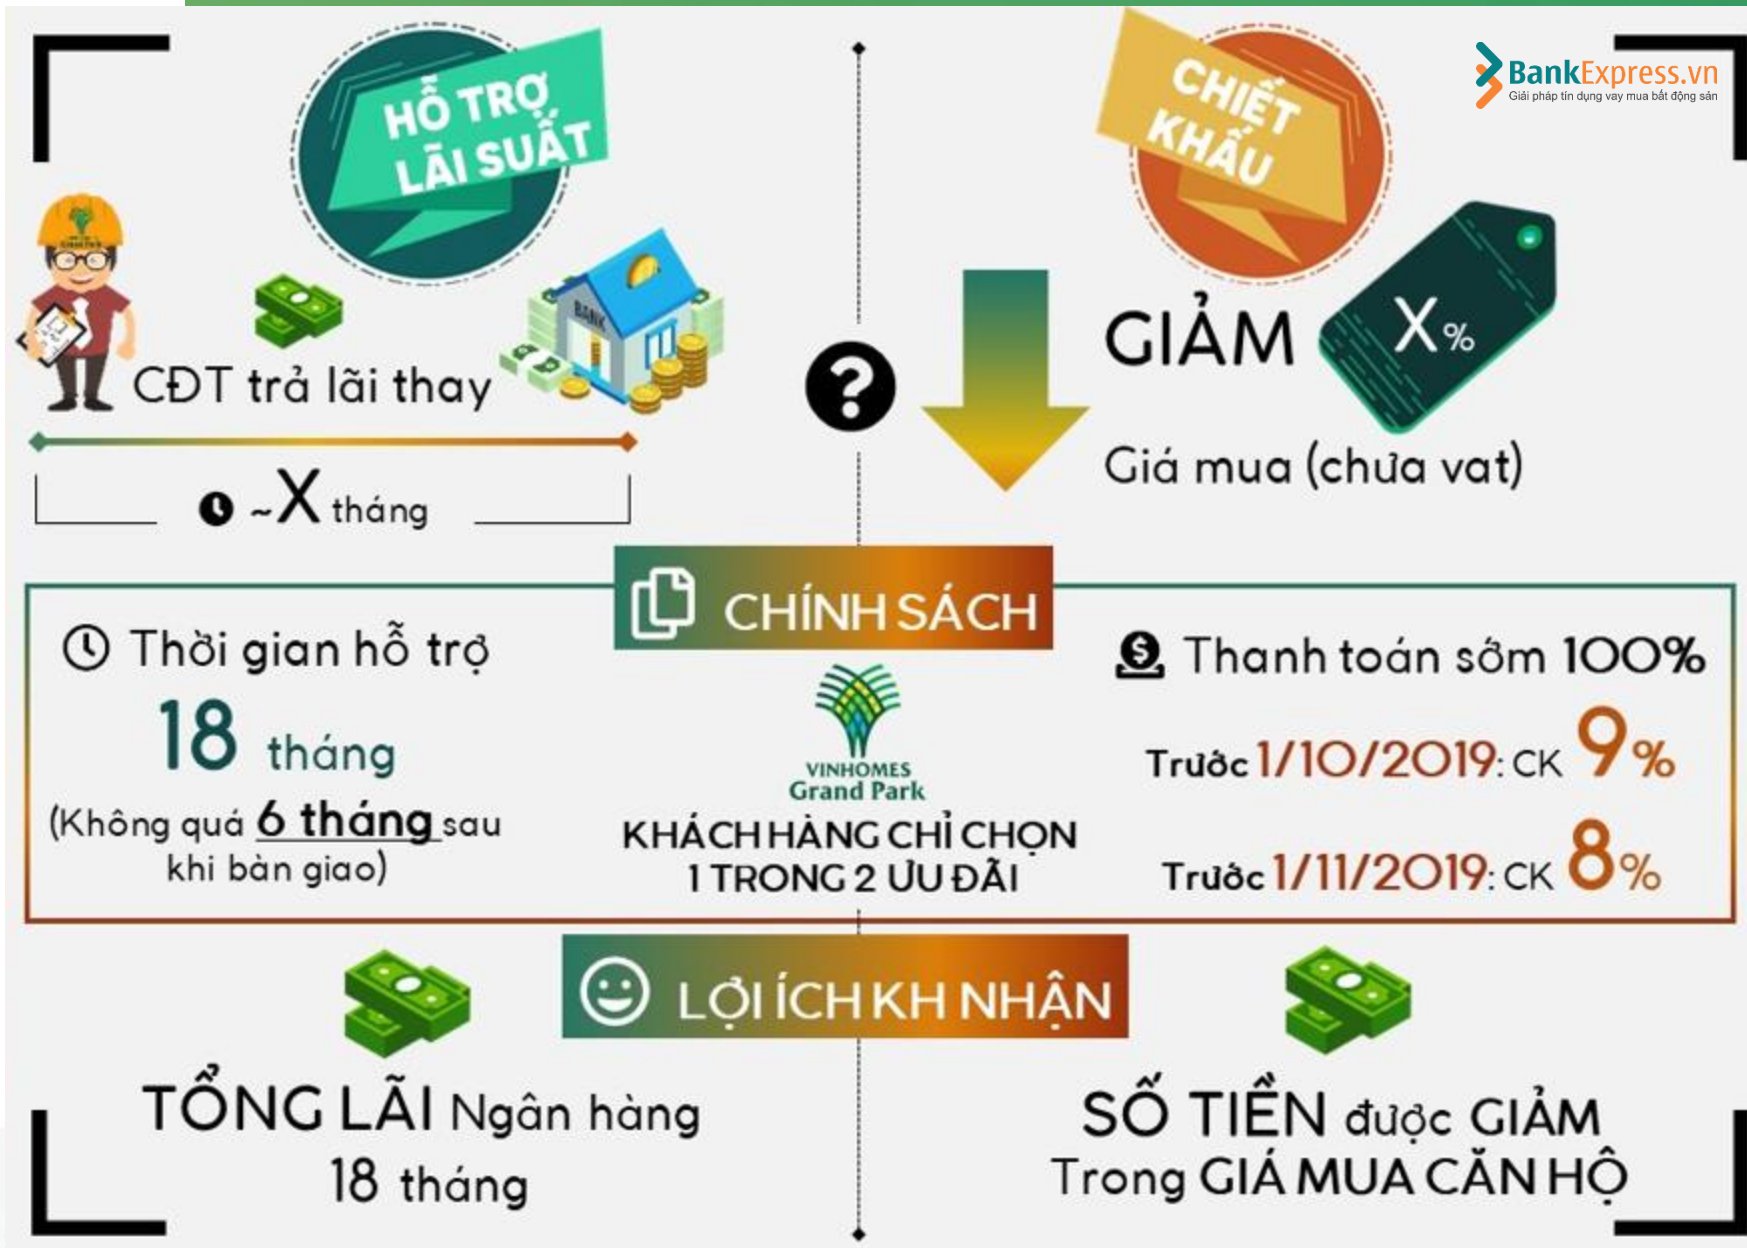 HỖ TRỢ
LÃI SUẤT
BANK
CĐT trả lãi thay
~X tháng
CHIẾT
KHẤU
BankExpress.vn
Giải pháp tín dụng vay mua bất động sản
GIẢM
X%
Giá mua (chưa vat)
?
CHÍNH SÁCH
Thời gian hỗ trợ
18 tháng
(Không quá 6 tháng sau
khi bàn giao)
VINHOMES
Grand Park
KHÁCH HÀNG CHỈ CHỌN
1 TRONG 2 ƯU ĐÃI
$ Thanh toán sớm 100%
Trước 1/10/2019: CK 9%
Trước 1/11/2019: CK 8%
LỢI ÍCH KH NHẬN
TỔNG LÃI Ngân hàng
18 tháng
SỐ TIỀN được GIẢM
Trong GIÁ MUA CĂN HỘ